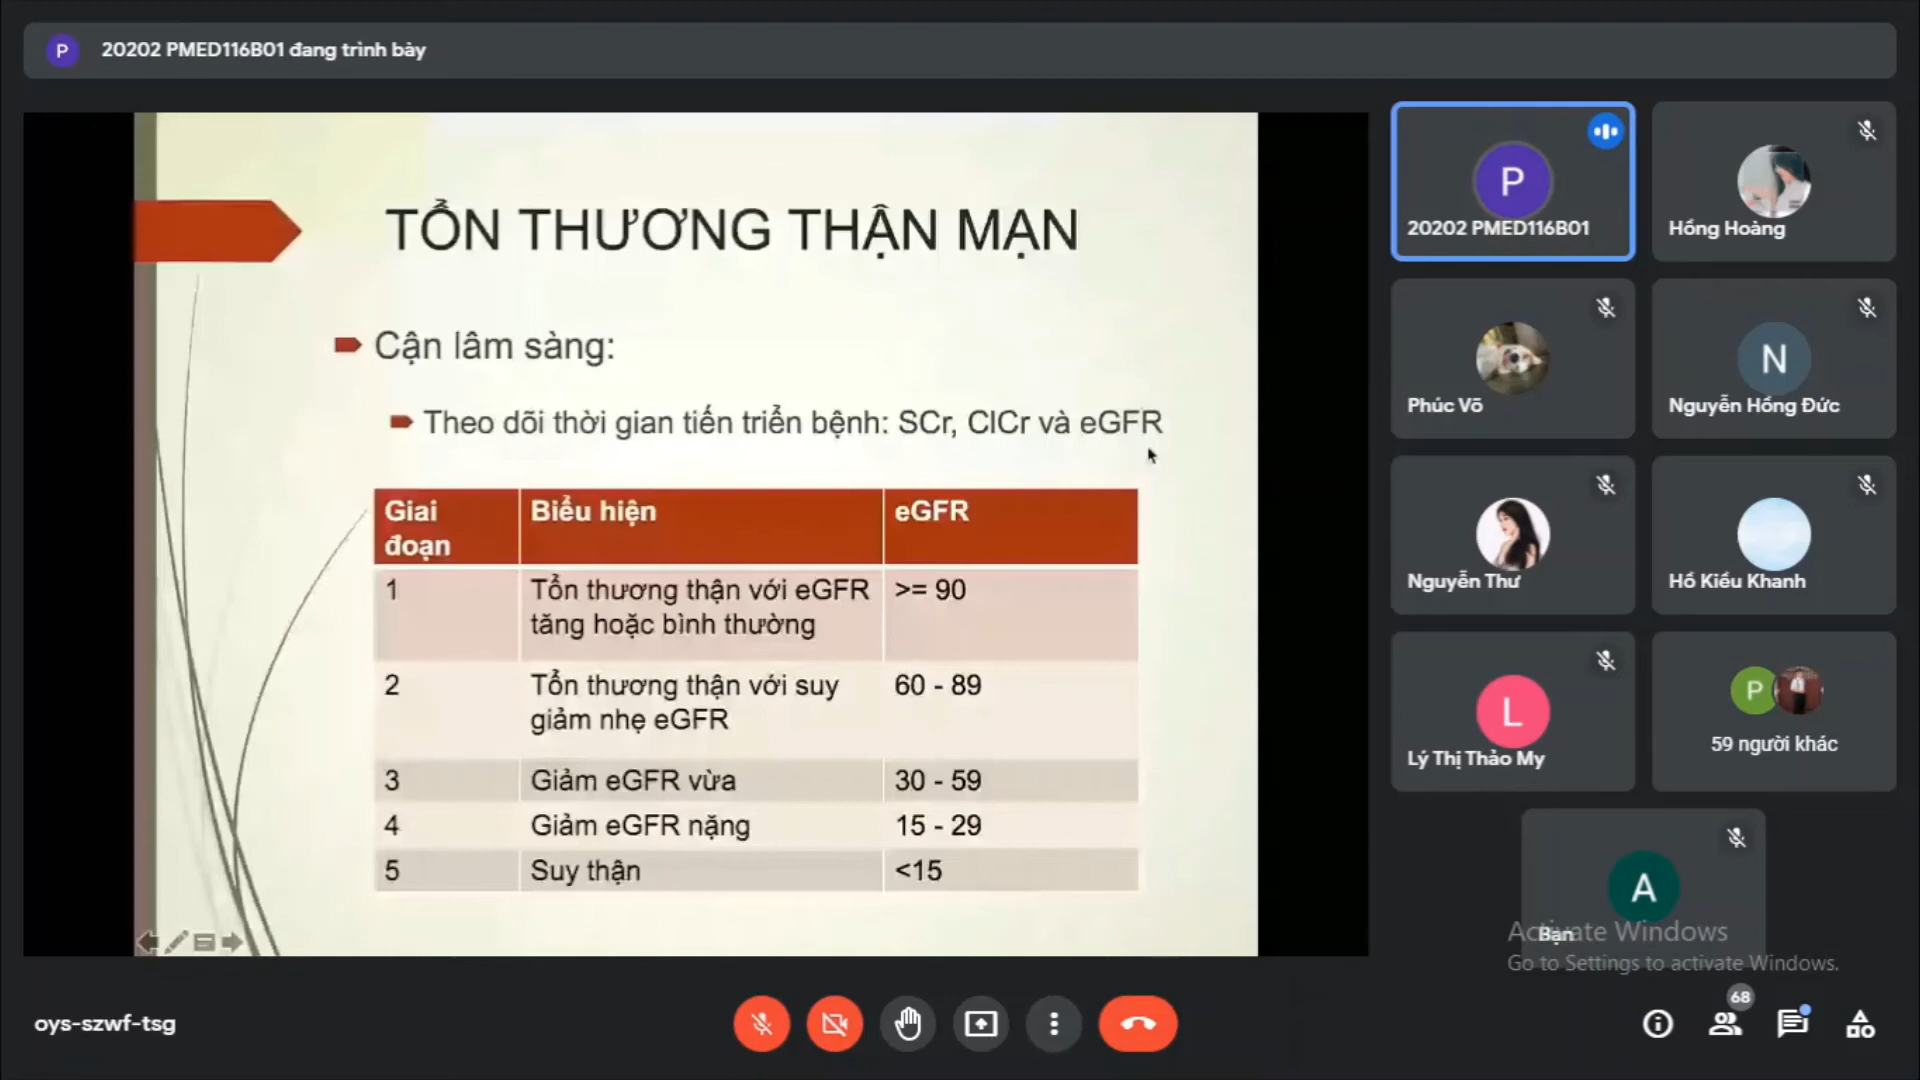 P
20202 PMED116B01 đang trình bày
TỔN THƯƠNG THẬN MẠN
Cận lâm sàng:
Theo dõi thời gian tiến triển bệnh: SCr, ClCr và eGFR
Giai đoạn
Biểu hiện
eGFR
1
Tổn thương thận với eGFR
tăng hoặc bình thường
>= 90
2
Tổn thương thận với suy
giảm nhẹ eGFR
60 - 89
3
Giảm eGFR vừa
30 - 59
4
Giảm eGFR nặng
15 - 29
5
Suy thận
<15
P
20202 PMED116B01
Hồng Hoàng
Phúc Võ
N
Nguyễn Hồng Đức
Nguyễn Thư
Hồ Kiều Khanh
L
Lý Thị Thảo My
P
59 người khác
A
Bạn
Activate Windows
Go to Settings to activate Windows.
oys-szwf-tsg
68